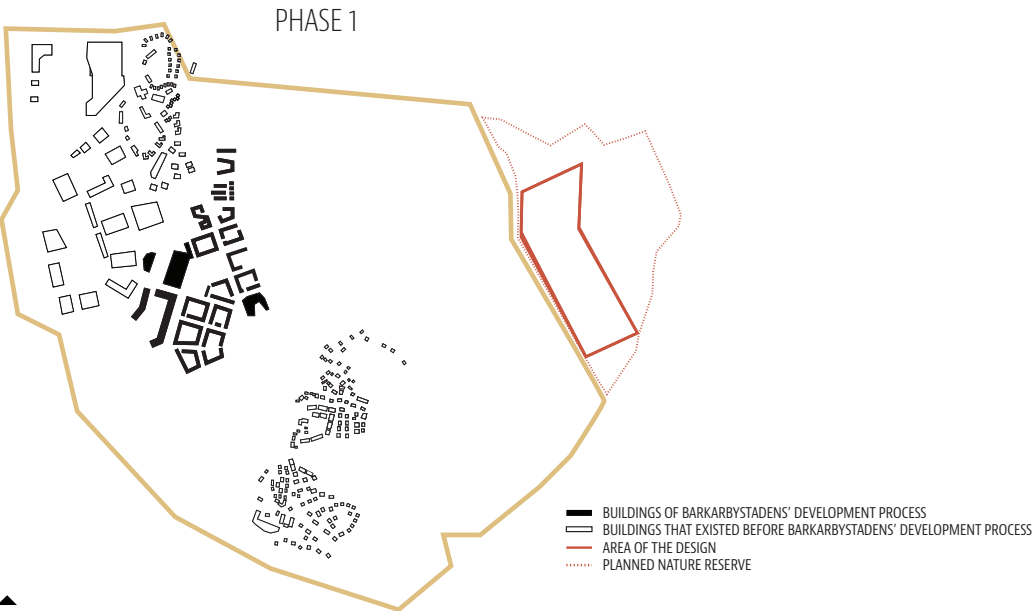 PHASE 1
BUILDINGS OF BARKARBYSTADENS' DEVELOPMENT PROCESS
BUILDINGS THAT EXISTED BEFORE BARKARBYSTADENS' DEVELOPMENT PROCESS
AREA OF THE DESIGN
PLANNED NATURE RESERVE